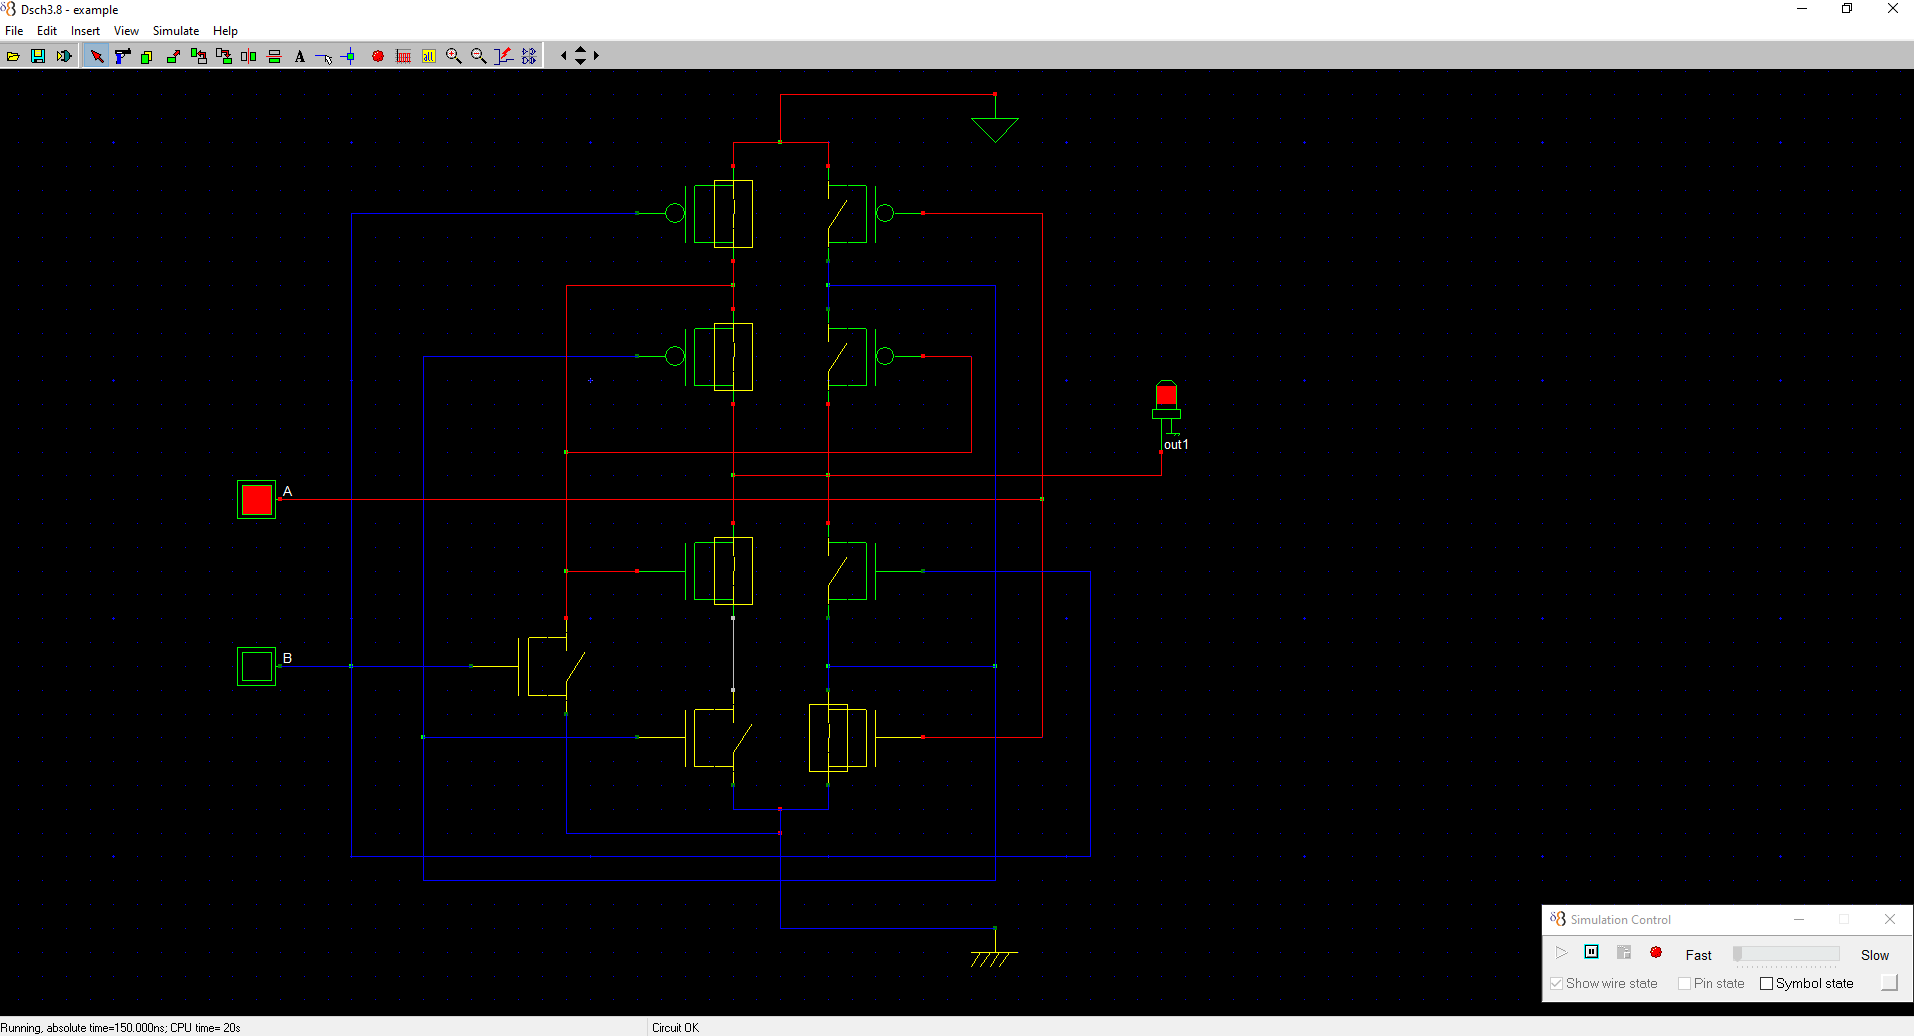 Dsch3.8 - example
File Edit Insert View Simulate Help
A
all
out1
A
B
Simulation Control
Fast Slow
Show wire state Pin state Symbol state
Running, absolute time=150.000ns; CPU time= 20s Circuit OK